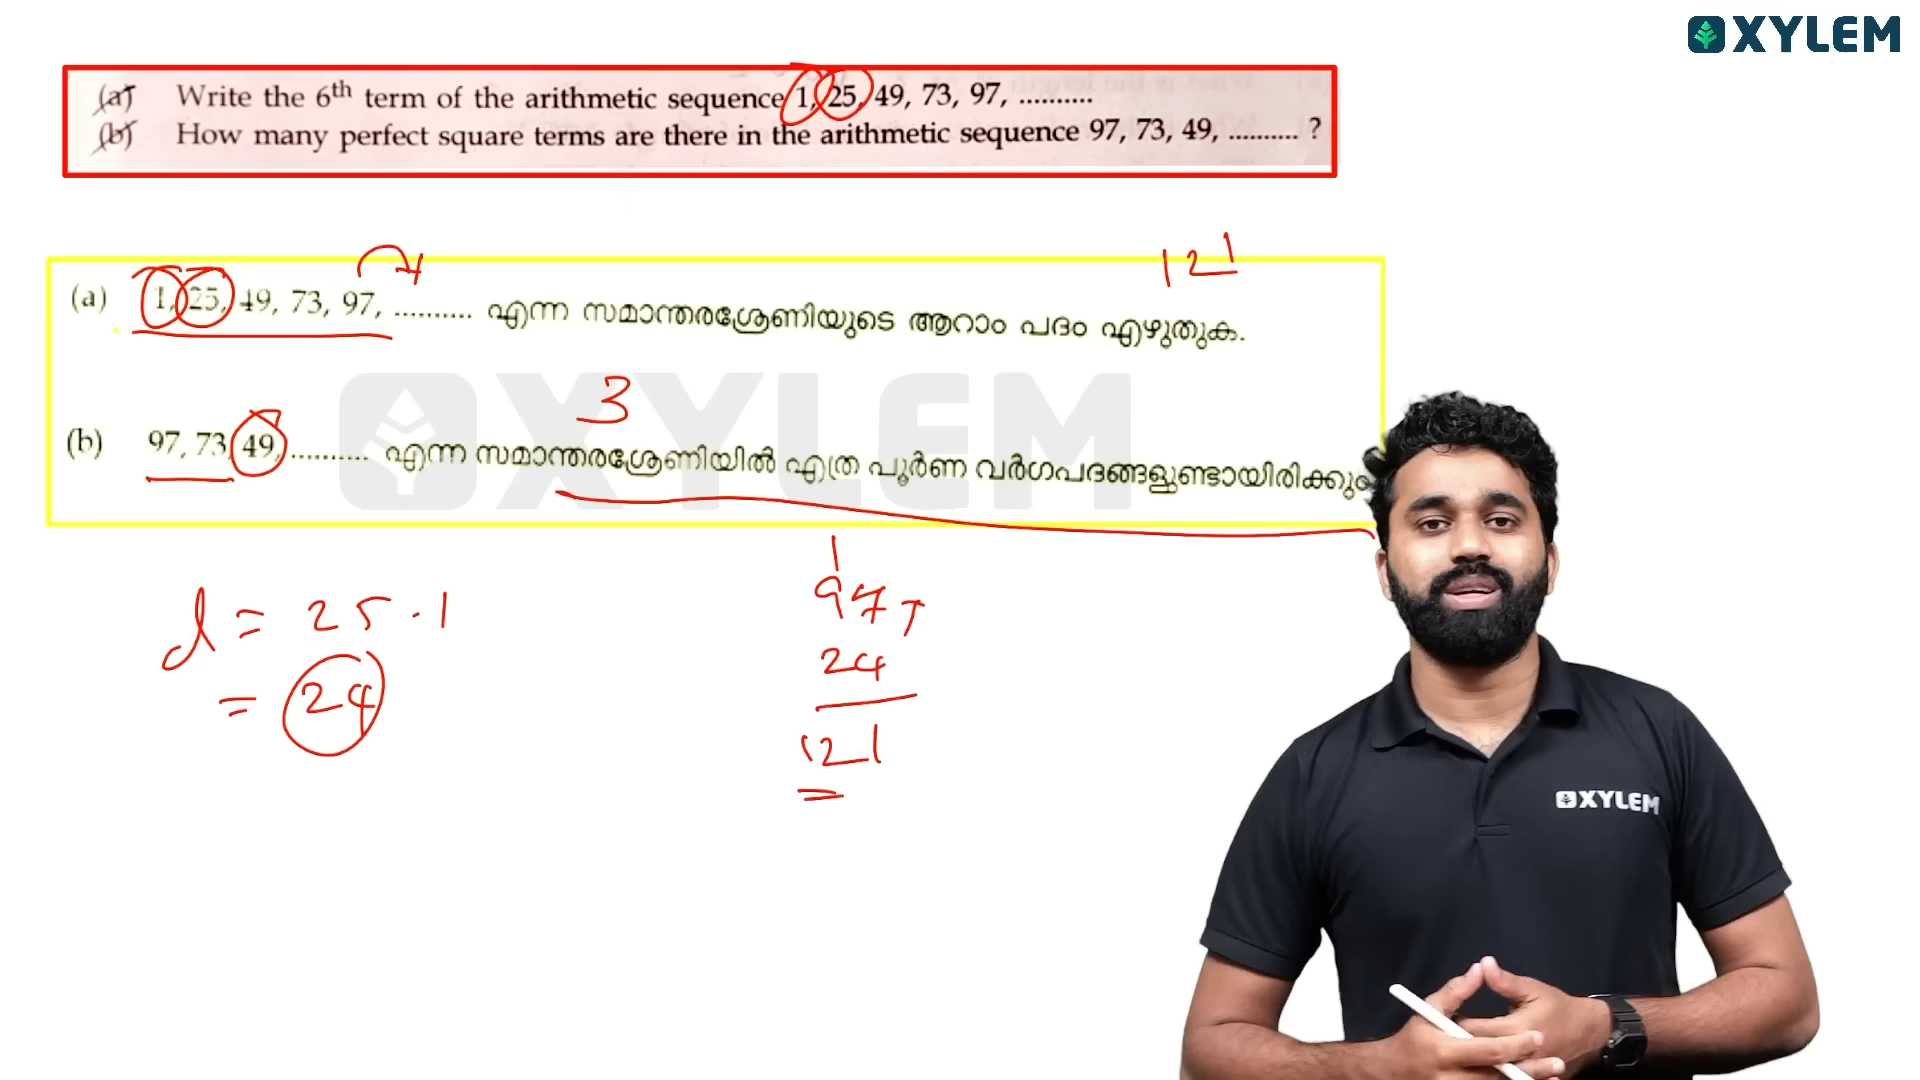 XYLEM
(a) Write the 6th term of the arithmetic sequence 1, 25, 49, 73, 97, ..........
(b) How many perfect square terms are there in the arithmetic sequence 97, 73, 49, .......... ?
121
(a) 1, 25, 49, 73, 97, .......... എന്ന സമാന്തരശ്രേണിയുടെ ആറാം പദം എഴുതുക.
XYLEM
3
(b) 97, 73, 49, .......... എന്ന സമാന്തരശ്രേണിയിൽ എത്ര പൂർണ വർഗപദങ്ങളുണ്ടായിരിക്കും
d = 25 - 1
= 24
1
97+
24
121
XYLEM